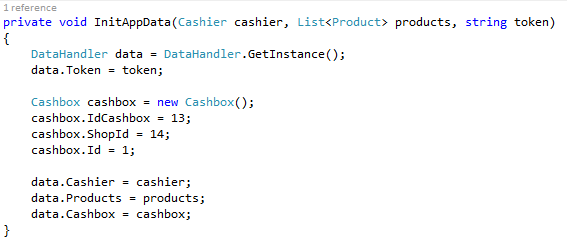 1 reference
private void InitAppData(Cashier cashier, List<Product> products, string token)
{
    DataHandler data = DataHandler.GetInstance();
    data.Token = token;

    Cashbox cashbox = new Cashbox();
    cashbox.IdCashbox = 13;
    cashbox.ShopId = 14;
    cashbox.Id = 1;

    data.Cashier = cashier;
    data.Products = products;
    data.Cashbox = cashbox;
}